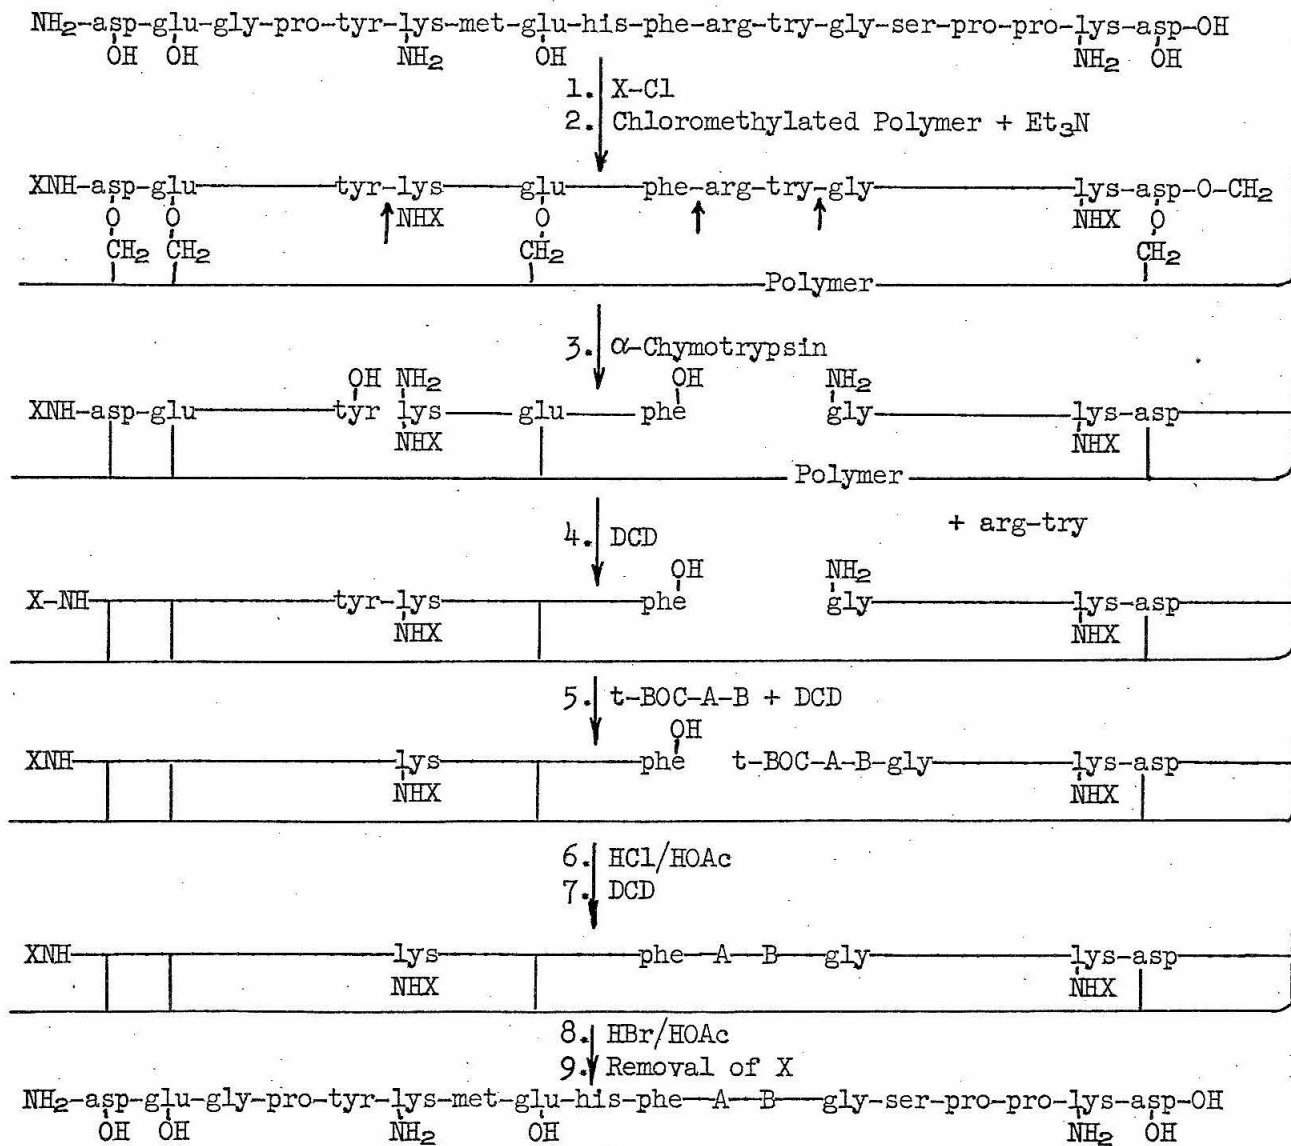 NH2-asp-glu-gly-pro-tyr-lys-met-glu-his-phe-arg-try-gly-ser-pro-pro-lys-asp-OH
OH OH NH2 OH NH2 OH
1. X-Cl
2. Chloromethylated Polymer + Et3N
XNH-asp-glu tyr-lys glu phe-arg-try-gly lys-asp-O-CH2
O O NHX O NHX O
CH2 CH2 CH2 CH2
Polymer
3. α-Chymotrypsin
OH NH2 OH NH2
XNH-asp-glu tyr lys glu phe gly lys-asp
NHX NHX
Polymer
+ arg-try
4. DCD
OH NH2
X-NH tyr-lys phe gly lys-asp
NHX NHX
5. t-BOC-A-B + DCD
OH
XNH lys phe t-BOC-A-B-gly lys-asp
NHX NHX
6. HCl/HOAc
7. DCD
XNH lys phe-A-B-gly lys-asp
NHX NHX
8. HBr/HOAc
9. Removal of X
NH2-asp-glu-gly-pro-tyr-lys-met-glu-his-phe-A-B-gly-ser-pro-pro-lys-asp-OH
OH OH NH2 OH NH2 OH